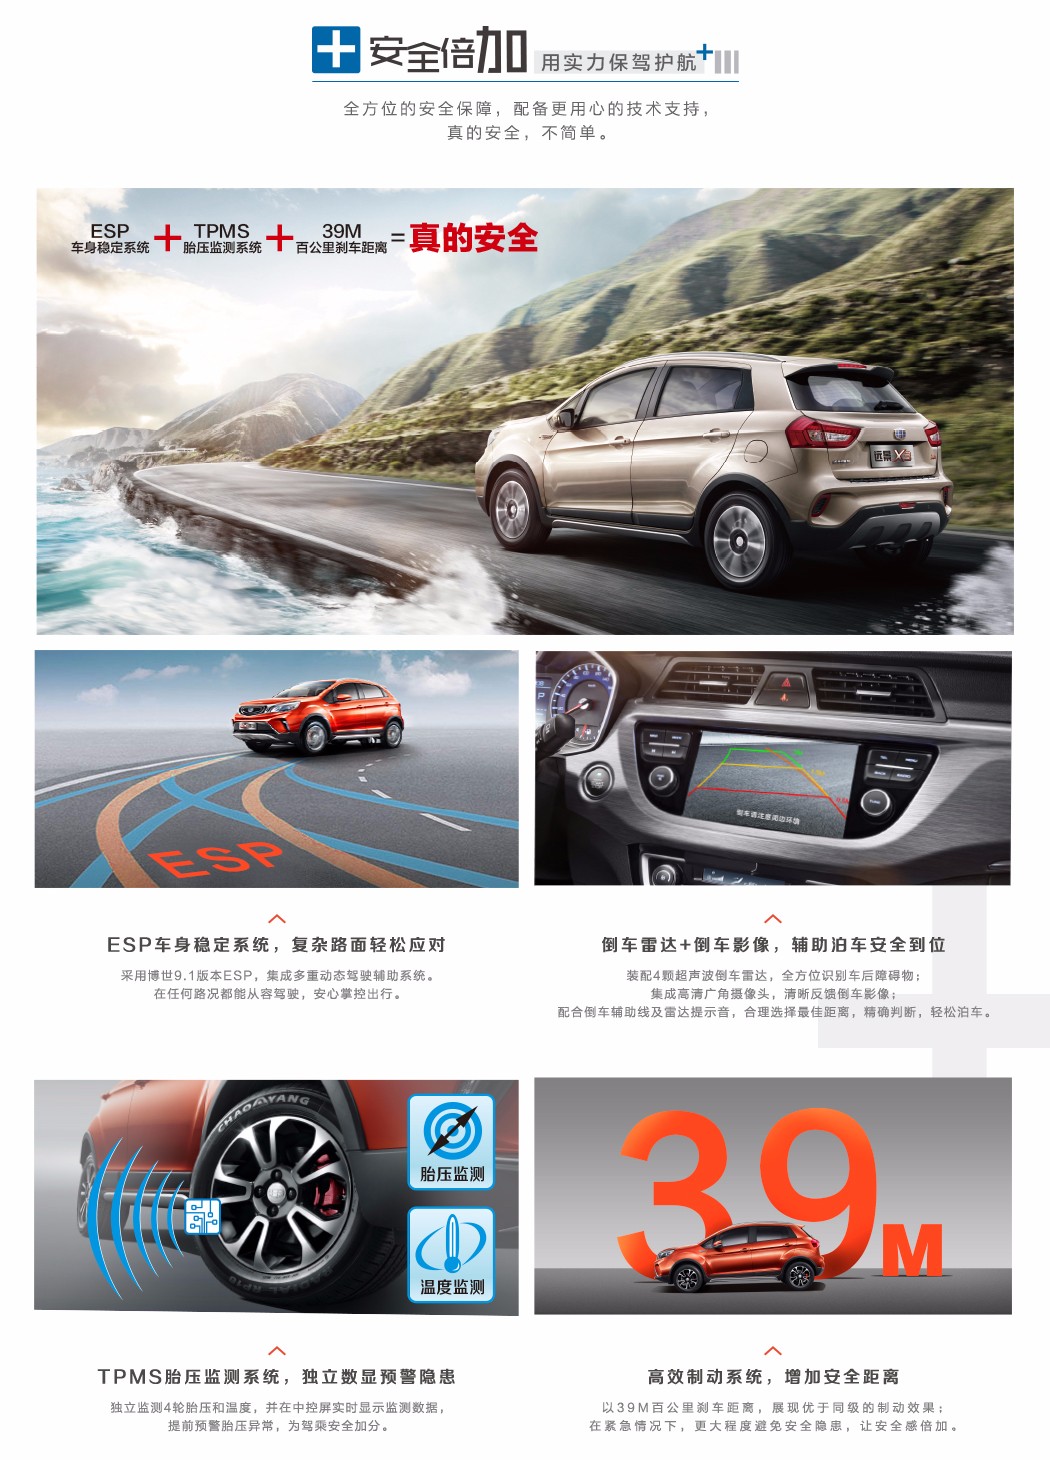 安全倍加 用实力保驾护航
全方位的安全保障，配备更用心的技术支持，
真的安全，不简单。
ESP + TPMS + 39M = 真的安全
车身稳定系统 胎压监测系统 百公里刹车距离
远景 X3
ESP
倒车请注意周边环境
ESP车身稳定系统，复杂路面轻松应对
采用博世9.1版本ESP，集成多重动态驾驶辅助系统。
在任何路况都能从容驾驶，安心掌控出行。
倒车雷达+倒车影像，辅助泊车安全到位
装配4颗超声波倒车雷达，全方位识别车后障碍物；
集成高清广角摄像头，清晰反馈倒车影像；
配合倒车辅助线及雷达提示音，合理选择最佳距离，精确判断，轻松泊车。
CHAOYANG
胎压监测
温度监测
39M
TPMS胎压监测系统，独立数显预警隐患
独立监测4轮胎压和温度，并在中控屏实时显示监测数据，
提前预警胎压异常，为驾乘安全加分。
高效制动系统，增加安全距离
以39M百公里刹车距离，展现优于同级的制动效果；
在紧急情况下，更大程度避免安全隐患，让安全感倍加。